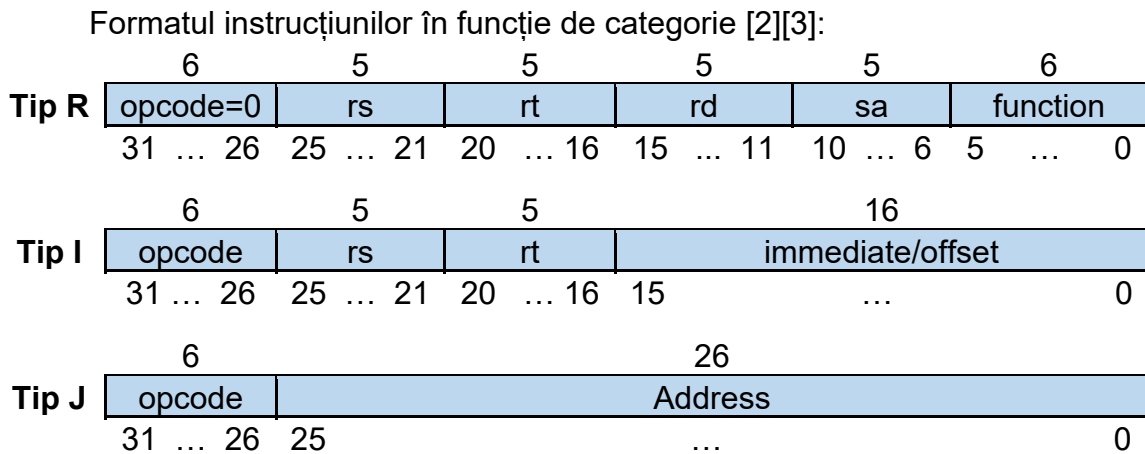 Formatul instrucțiunilor în funcție de categorie [2][3]:
6 5 5 5 5 6
Tip R opcode=0 rs rt rd sa function
31 … 26 25 … 21 20 … 16 15 ... 11 10 … 6 5 … 0
6 5 5 16
Tip I opcode rs rt immediate/offset
31 … 26 25 … 21 20 … 16 15 … 0
6 26
Tip J opcode Address
31 … 26 25 … 0